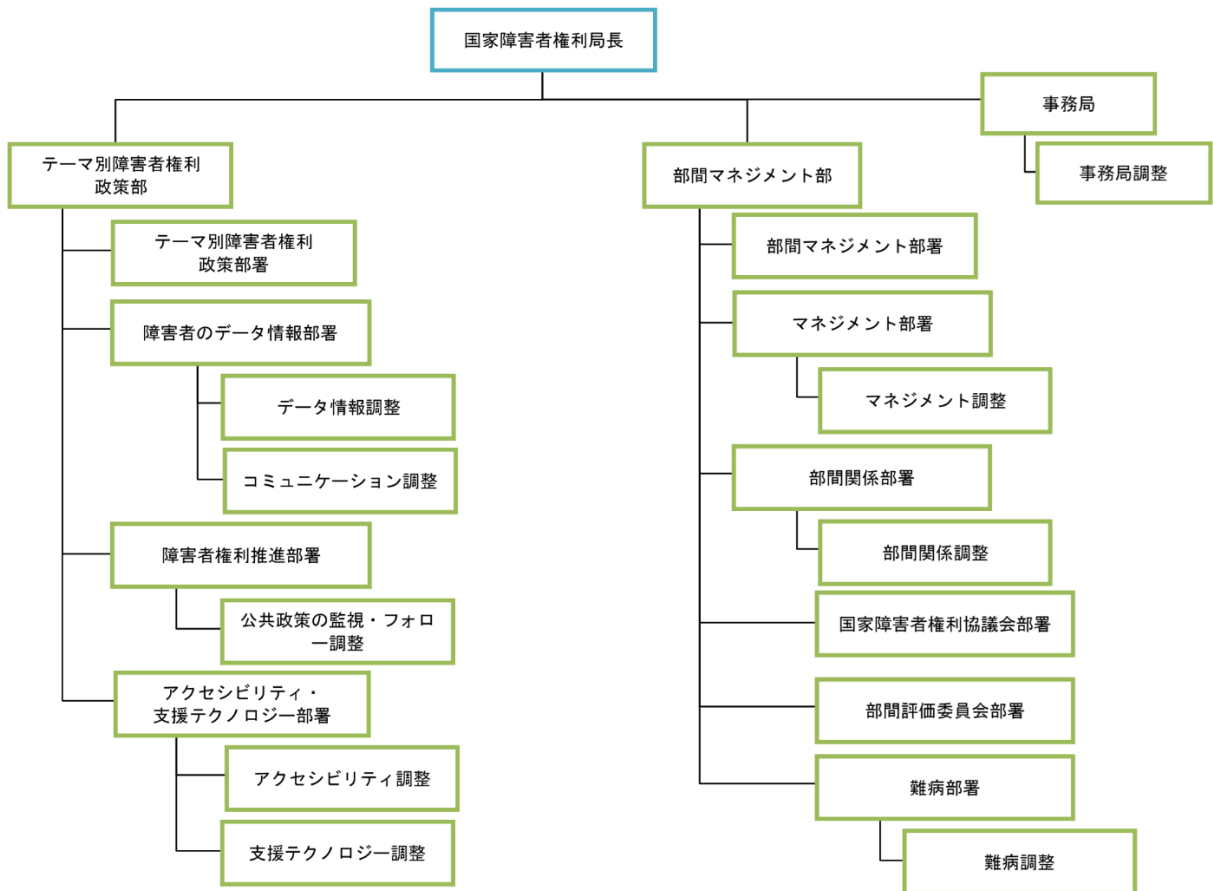 国家障害者権利局長
事務局
事務局調整
テーマ別障害者権利
政策部
テーマ別障害者権利
政策部署
障害者のデータ情報部署
データ情報調整
コミュニケーション調整
障害者権利推進部署
公共政策の監視・フォロ
ー調整
アクセシビリティ・
支援テクノロジー部署
アクセシビリティ調整
支援テクノロジー調整
部間マネジメント部
部間マネジメント部署
マネジメント部署
マネジメント調整
部間関係部署
部間関係調整
国家障害者権利協議会部署
部間評価委員会部署
難病部署
難病調整